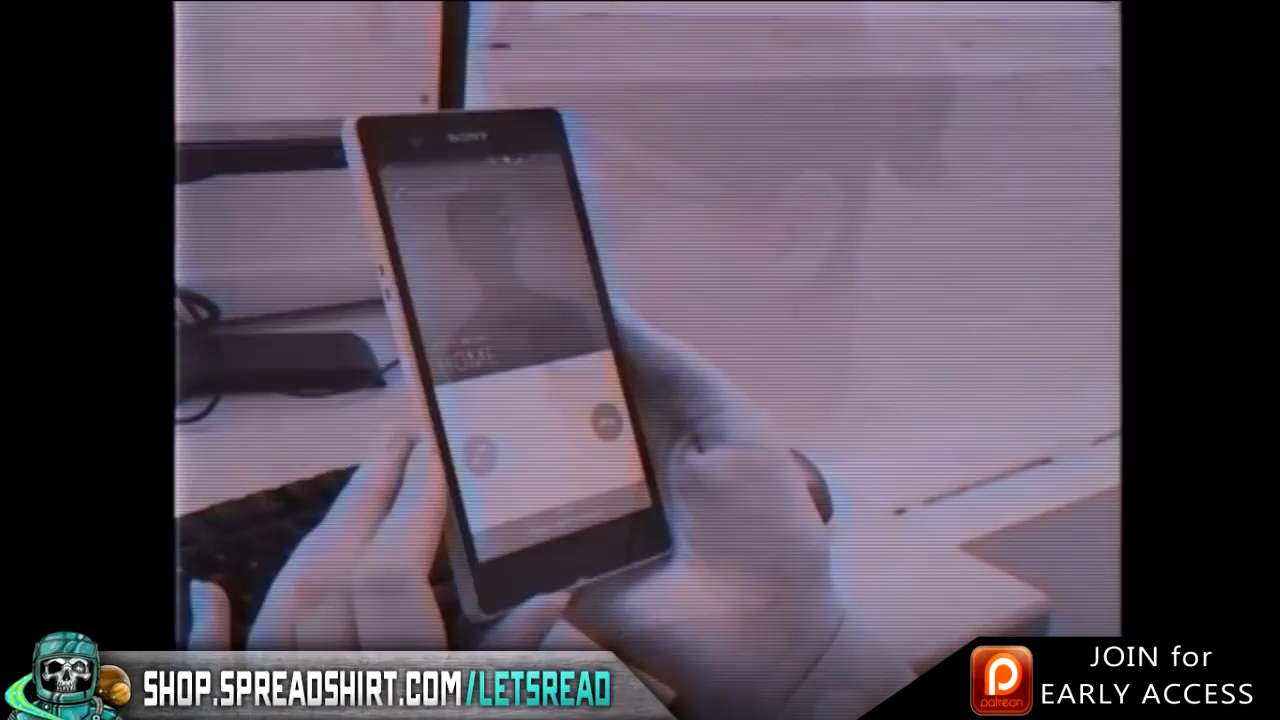 SONY
HOME
SHOP.SPREADSHIRT.COM/LETSREAD
patreon
JOIN for
EARLY ACCESS